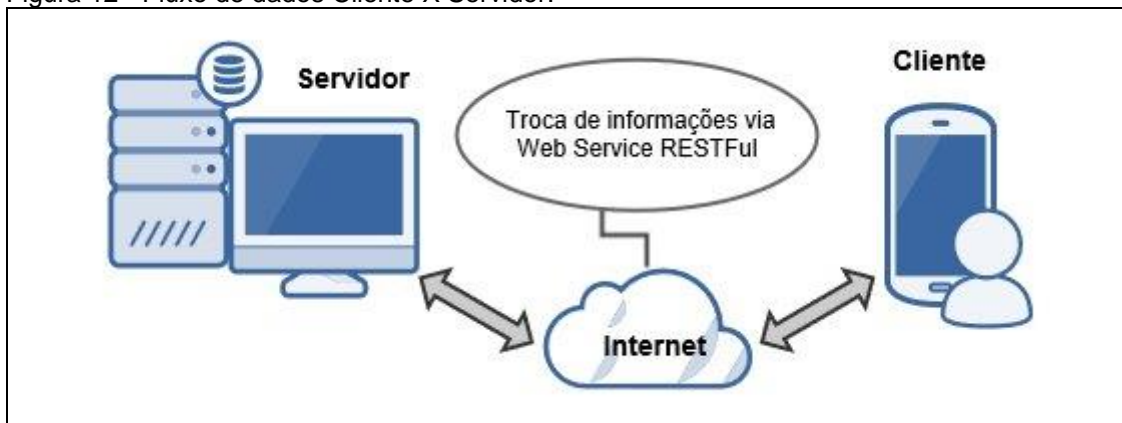 Figura 12 - Fluxo de dados Cliente X Servidor.
Servidor
Cliente
Troca de informações via
Web Service RESTFul
Internet